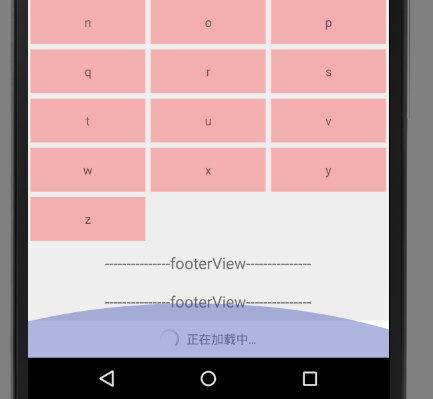 n o p
q r s
t u v
w x y
z
---------------footerView---------------
---------------footerView---------------
正在加载中...